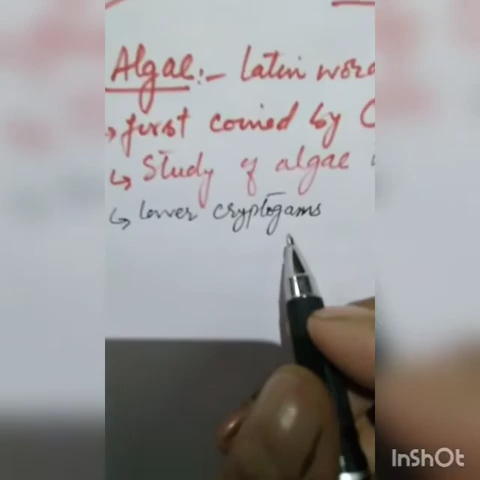 Algae:- Latin word
↳ first coined by C
↳ Study of algae i
↳ lower cryptogams
InShOt